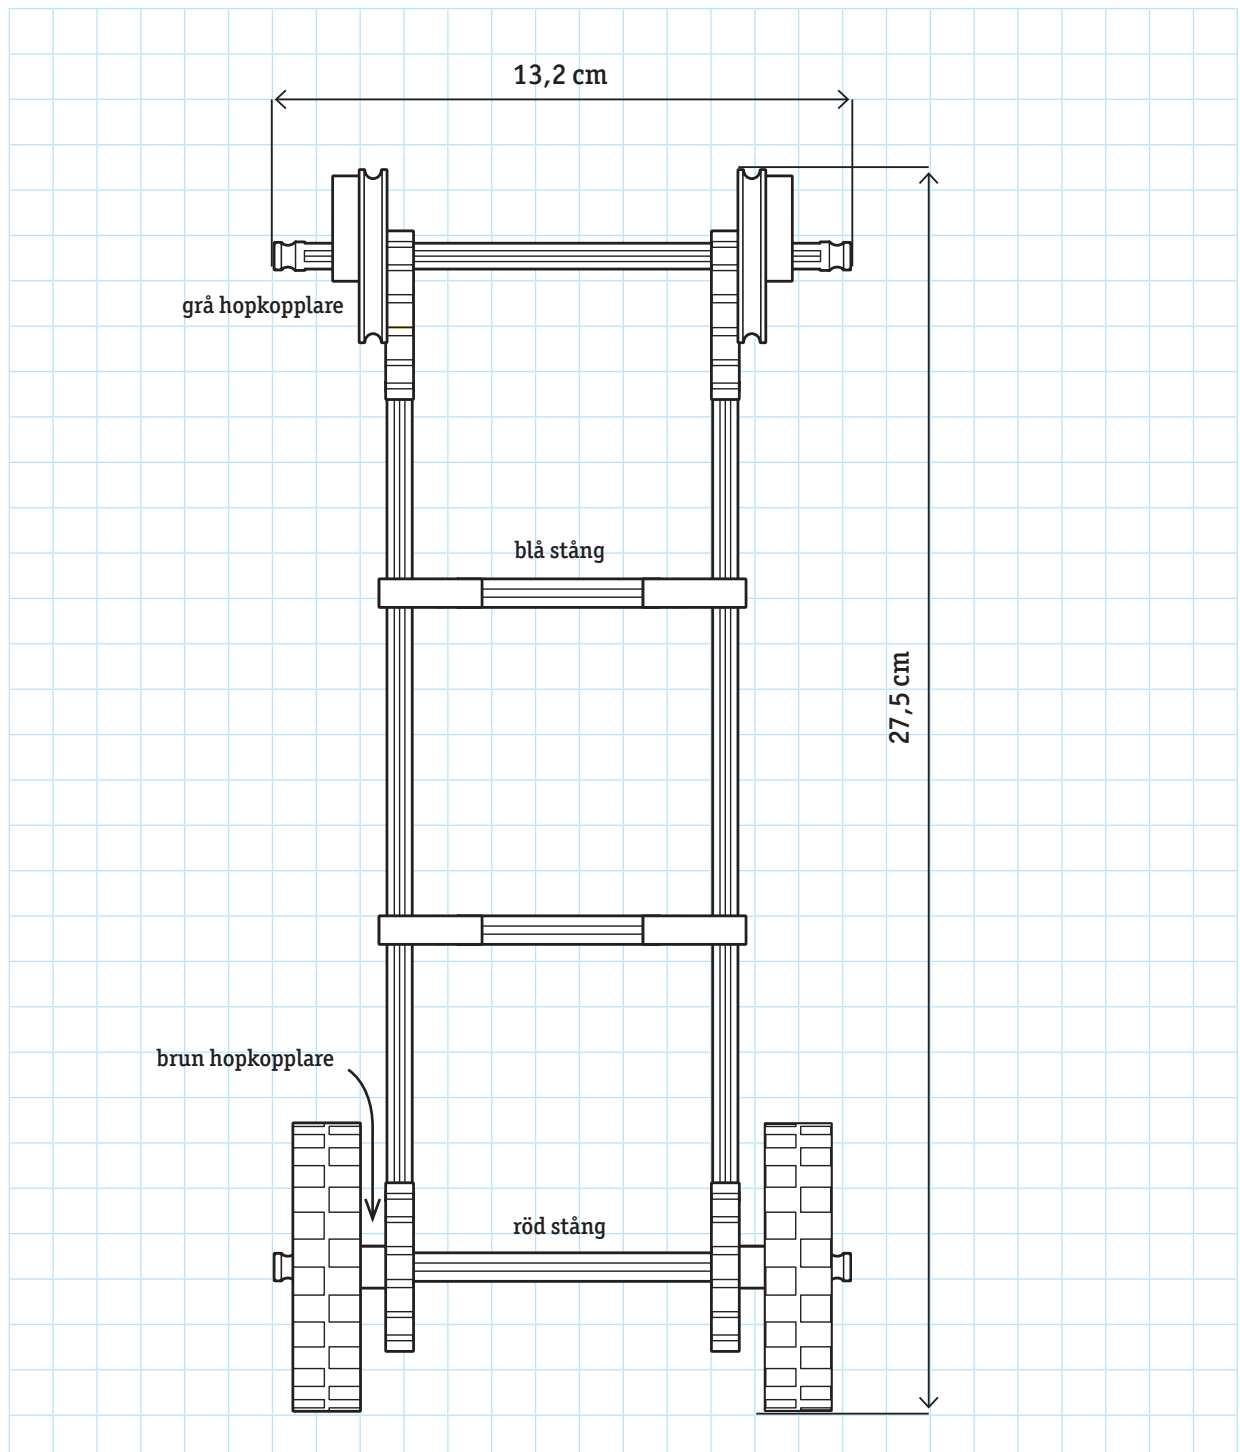 13,2 cm
grå hopkopplare
blå stång
27,5 cm
brun hopkopplare
röd stång